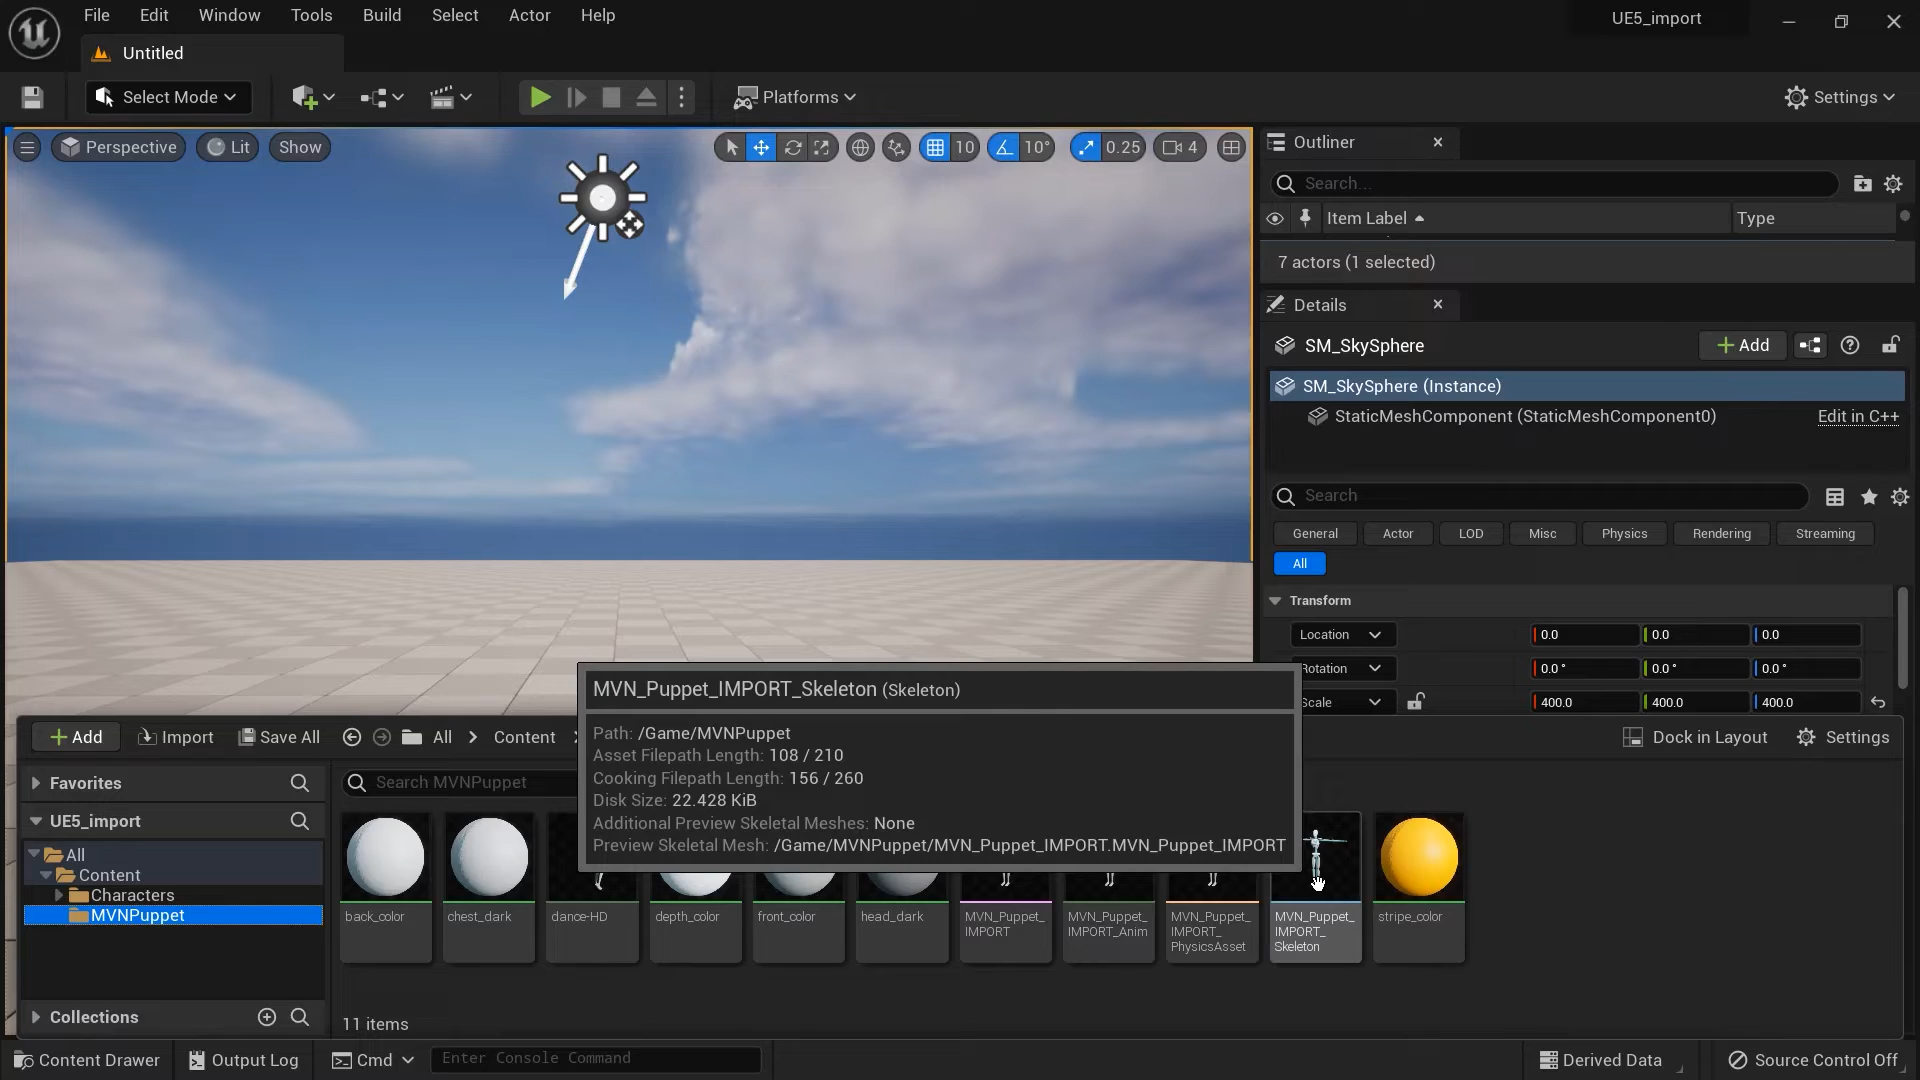 File Edit Window Tools Build Select Actor Help
UE5_import
Untitled
Select Mode
Platforms
Settings
Perspective Lit Show
10 10° 0.25 4
Outliner
Search...
Item Label Type
7 actors (1 selected)
Details
SM_SkySphere
Add
SM_SkySphere (Instance)
StaticMeshComponent (StaticMeshComponent0) Edit in C++
Search
General Actor LOD Misc Physics Rendering Streaming
All
Transform
Location 0.0 0.0 0.0
Rotation 0.0 ° 0.0 ° 0.0 °
Scale 400.0 400.0 400.0
MVN_Puppet_IMPORT_Skeleton (Skeleton)
Path: /Game/MVNPuppet
Asset Filepath Length: 108 / 210
Cooking Filepath Length: 156 / 260
Disk Size: 22.428 KiB
Additional Preview Skeletal Meshes: None
Preview Skeletal Mesh: /Game/MVNPuppet/MVN_Puppet_IMPORT.MVN_Puppet_IMPORT
Add Import Save All All Content
Dock in Layout Settings
Favorites
Search MVNPuppet
UE5_import
All
Content
Characters
MVNPuppet
Collections
back_color
chest_dark
dance-HD
depth_color
front_color
head_dark
MVN_Puppet_
IMPORT
MVN_Puppet_
IMPORT_Anim
MVN_Puppet_
IMPORT_
PhysicsAsset
MVN_Puppet_
IMPORT_
Skeleton
stripe_color
11 items
Content Drawer Output Log Cmd Enter Console Command
Derived Data Source Control Off